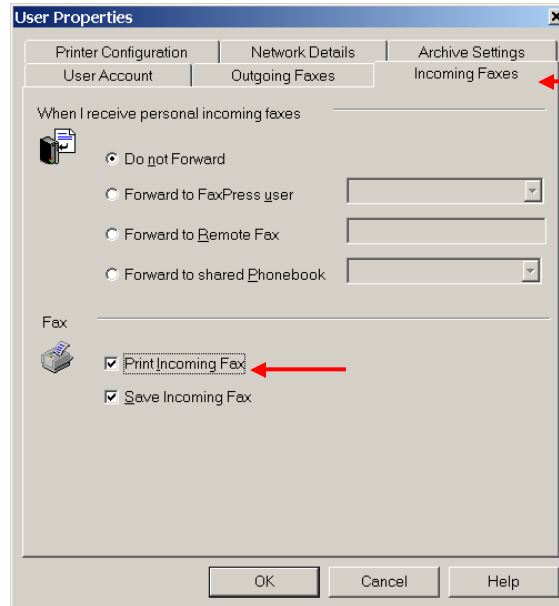 User Properties
Printer Configuration Network Details Archive Settings
User Account Outgoing Faxes Incoming Faxes
When I receive personal incoming faxes
Do not Forward
Forward to FaxPress user
Forward to Remote Fax
Forward to shared Phonebook
Fax
Print Incoming Fax
Save Incoming Fax
OK Cancel Help